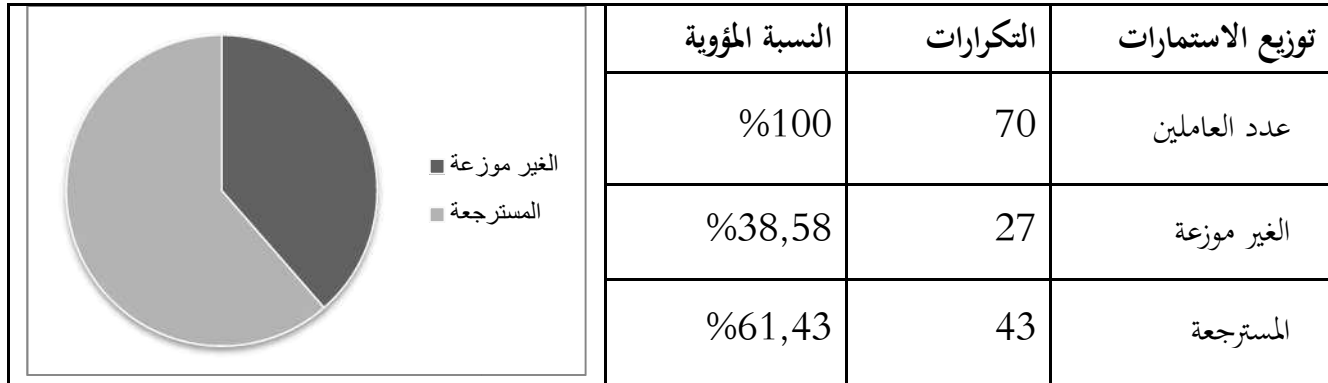 توزيع الاستمارات التكرارات النسبة المؤوية
عدد العاملين 70 %100
الغير موزعة 27 %38,58
المسترجعة 43 %61,43
الغير موزعة
المسترجعة